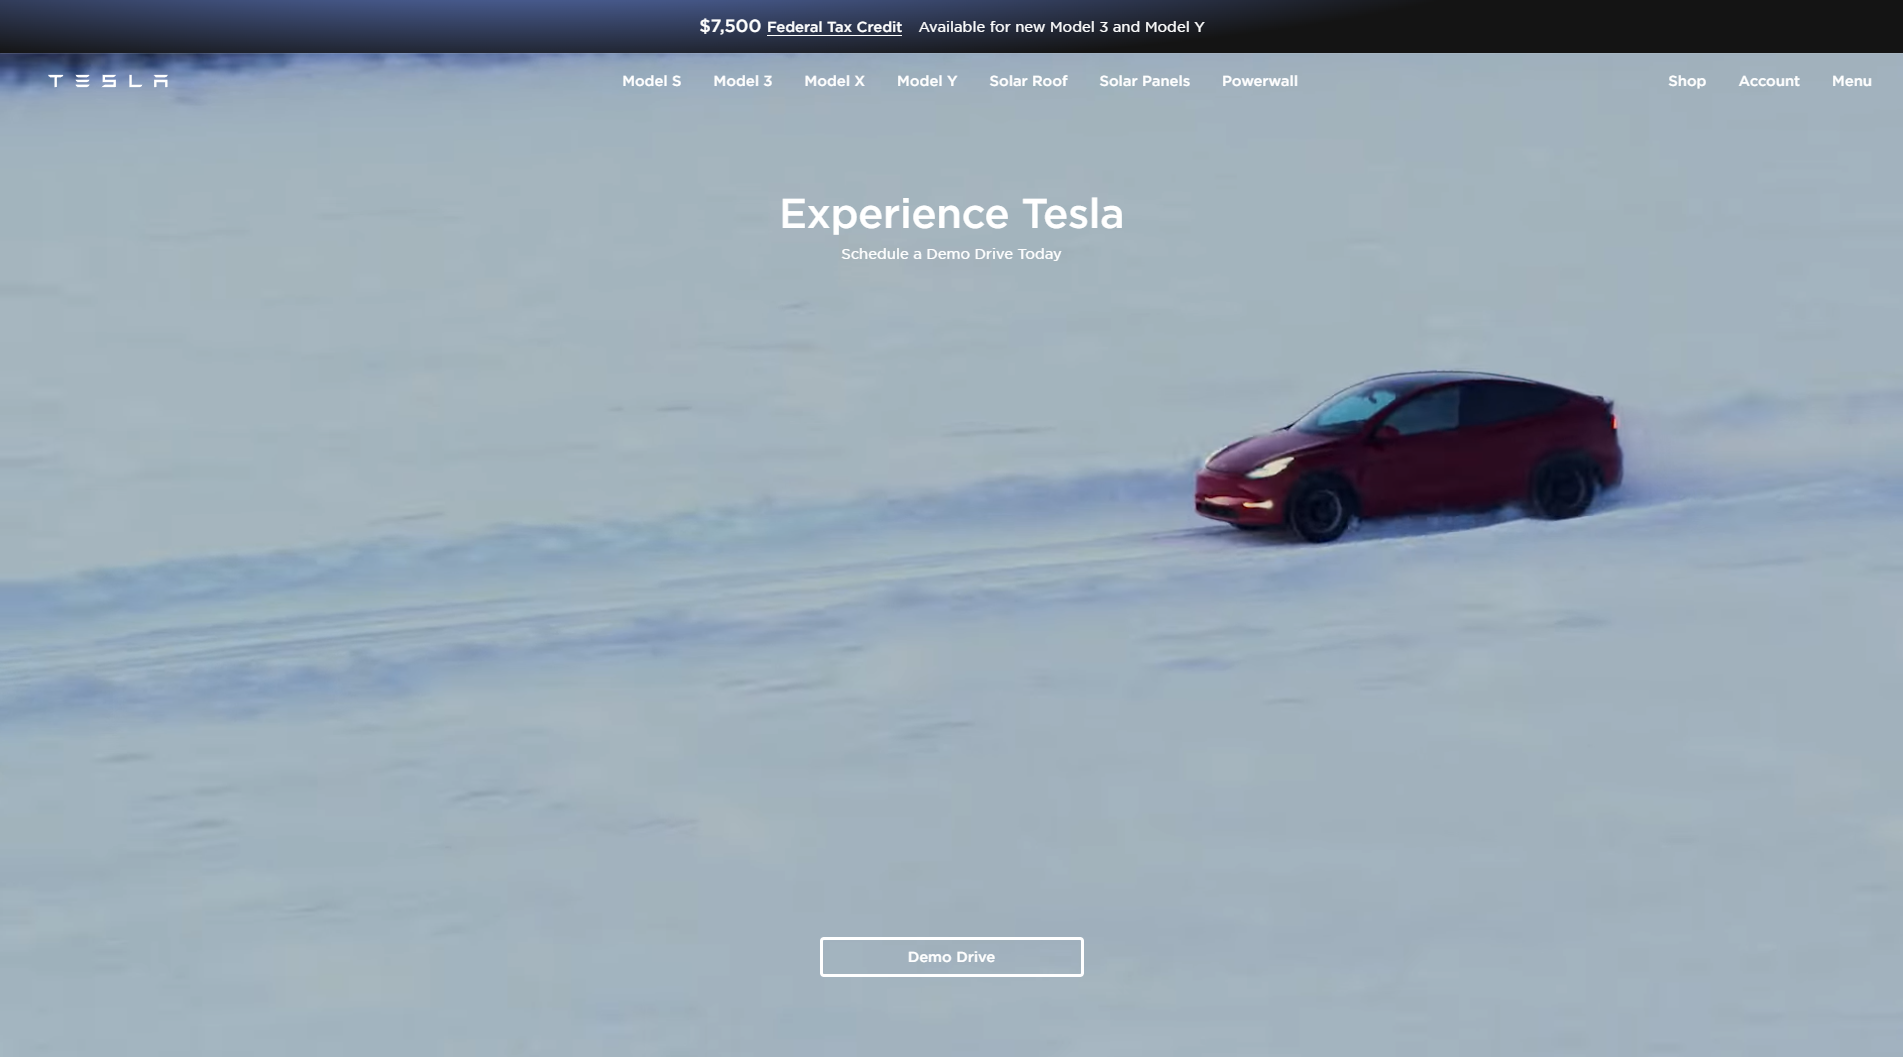 $7,500 Federal Tax Credit Available for new Model 3 and Model Y
TESLA Model S Model 3 Model X Model Y Solar Roof Solar Panels Powerwall Shop Account Menu
Experience Tesla
Schedule a Demo Drive Today
Demo Drive